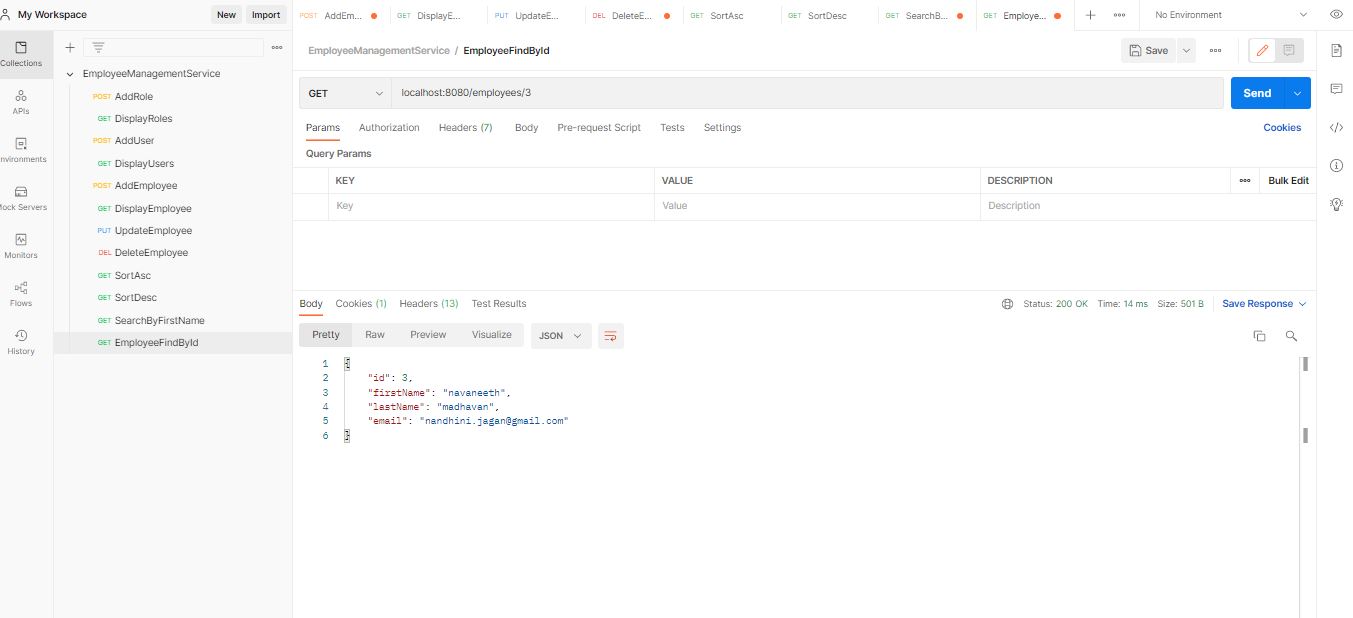 My Workspace
New
Import
POST AddEm...
GET DisplayE...
PUT UpdateE...
DEL DeleteE...
GET SortAsc
GET SortDesc
GET SearchB...
GET Employe...
No Environment
Collections
APIs
nvironments
Mock Servers
Monitors
Flows
History
EmployeeManagementService
POST AddRole
GET DisplayRoles
POST AddUser
GET DisplayUsers
POST AddEmployee
GET DisplayEmployee
PUT UpdateEmployee
DEL DeleteEmployee
GET SortAsc
GET SortDesc
GET SearchByFirstName
GET EmployeeFindById
EmployeeManagementService / EmployeeFindById
Save
GET
localhost:8080/employees/3
Send
Params Authorization Headers (7) Body Pre-request Script Tests Settings
Cookies
Query Params
KEY VALUE DESCRIPTION
Bulk Edit
Key Value Description
Body Cookies (1) Headers (13) Test Results
Status: 200 OK Time: 14 ms Size: 501 B
Save Response
Pretty Raw Preview Visualize JSON
1 {
2 "id": 3,
3 "firstName": "navaneeth",
4 "lastName": "madhavan",
5 "email": "nandhini.jagan@gmail.com"
6 }